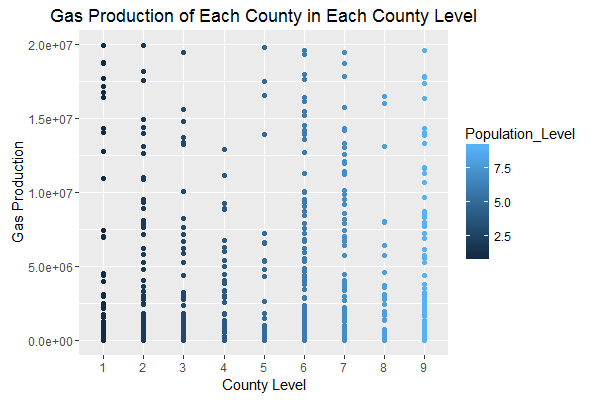 Gas Production of Each County in Each County Level
Gas Production
2.0e+07
1.5e+07
1.0e+07
5.0e+06
0.0e+00
1 2 3 4 5 6 7 8 9
County Level
Population_Level
7.5
5.0
2.5